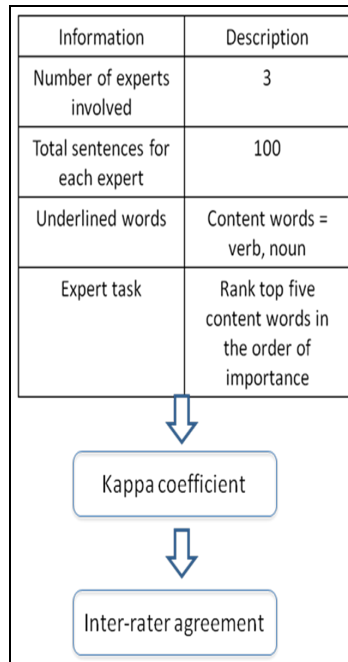 Information Description
Number of experts involved 3
Total sentences for each expert 100
Underlined words Content words = verb, noun
Expert task Rank top five content words in the order of importance
Kappa coefficient
Inter-rater agreement